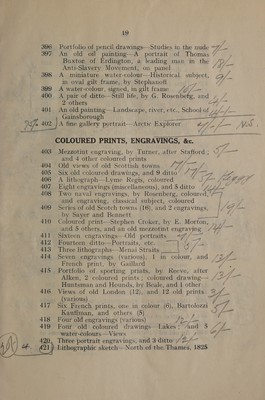 19
396 Portfolio of pencil drawings—Studies in the nude 7/-
397 An old oil painting—A portrait of Thomas
Buxton of Erdington, a leading man in the
Anti-Slavery Movement, on panel
398 A miniature water-colour—Historical subject,
in oval gilt frame, by Stephanoff
399 A water-colour, signed, in gilt frame
400 A pair of ditto—Still life, by G. Rosenberg, and
2 others
401 An old painting—Landscape, river, etc., School of
Gainsborough
402 A fine gallery portrait—Arctic Explorer N.S.
COLOURED PRINTS, ENGRAVINGS, &c.
403 Mezzotint engraving, by Turner, after Stafford; 5/-
and 4 other coloured prints
404 Old views of old Scottish towns 17/-
405 Six old coloured drawings, and 8 ditto
406 A lithograph—Lyme Regis, coloured
407 Eight engravings (miscellaneous), and 5 ditto
408 Two naval engravings, by Rosenberg, coloured,
and engraving, classical subject, coloured
409 Series of old Scotch towns (16), and 2 engravings, 14/-
by Sayer and Bennett
410 Coloured print—Stephen Croker, by E. Morton,
and 8 others, and an old mezzotint engraving 14/-
411 Sixteen engravings—Old portraits
412 Fourteen ditto—Portraits, etc.
413 Three lithographs—Menai Straits
414 Seven engravings (various), 1 in colour, and
French print, by Gaillard
415 Portfolio of sporting prints, by Reeve, after
Alken, 2 coloured prints; coloured drawing—
Huntsman and Hounds, by Beale, and 1 other
416 Views of London (12), and 12 old prints
(various)
417 Six French prints, one in colour (6), Bartolozzi
Kauffman, and others (8) 5/-
418 Four old engravings (various)
419 Four old coloured drawings—Lakes; and 8
water-colours—Views 6/-
420 Three portrait engravings, and 3 ditto
421 Lithographic sketch—North of the Thames, 1825